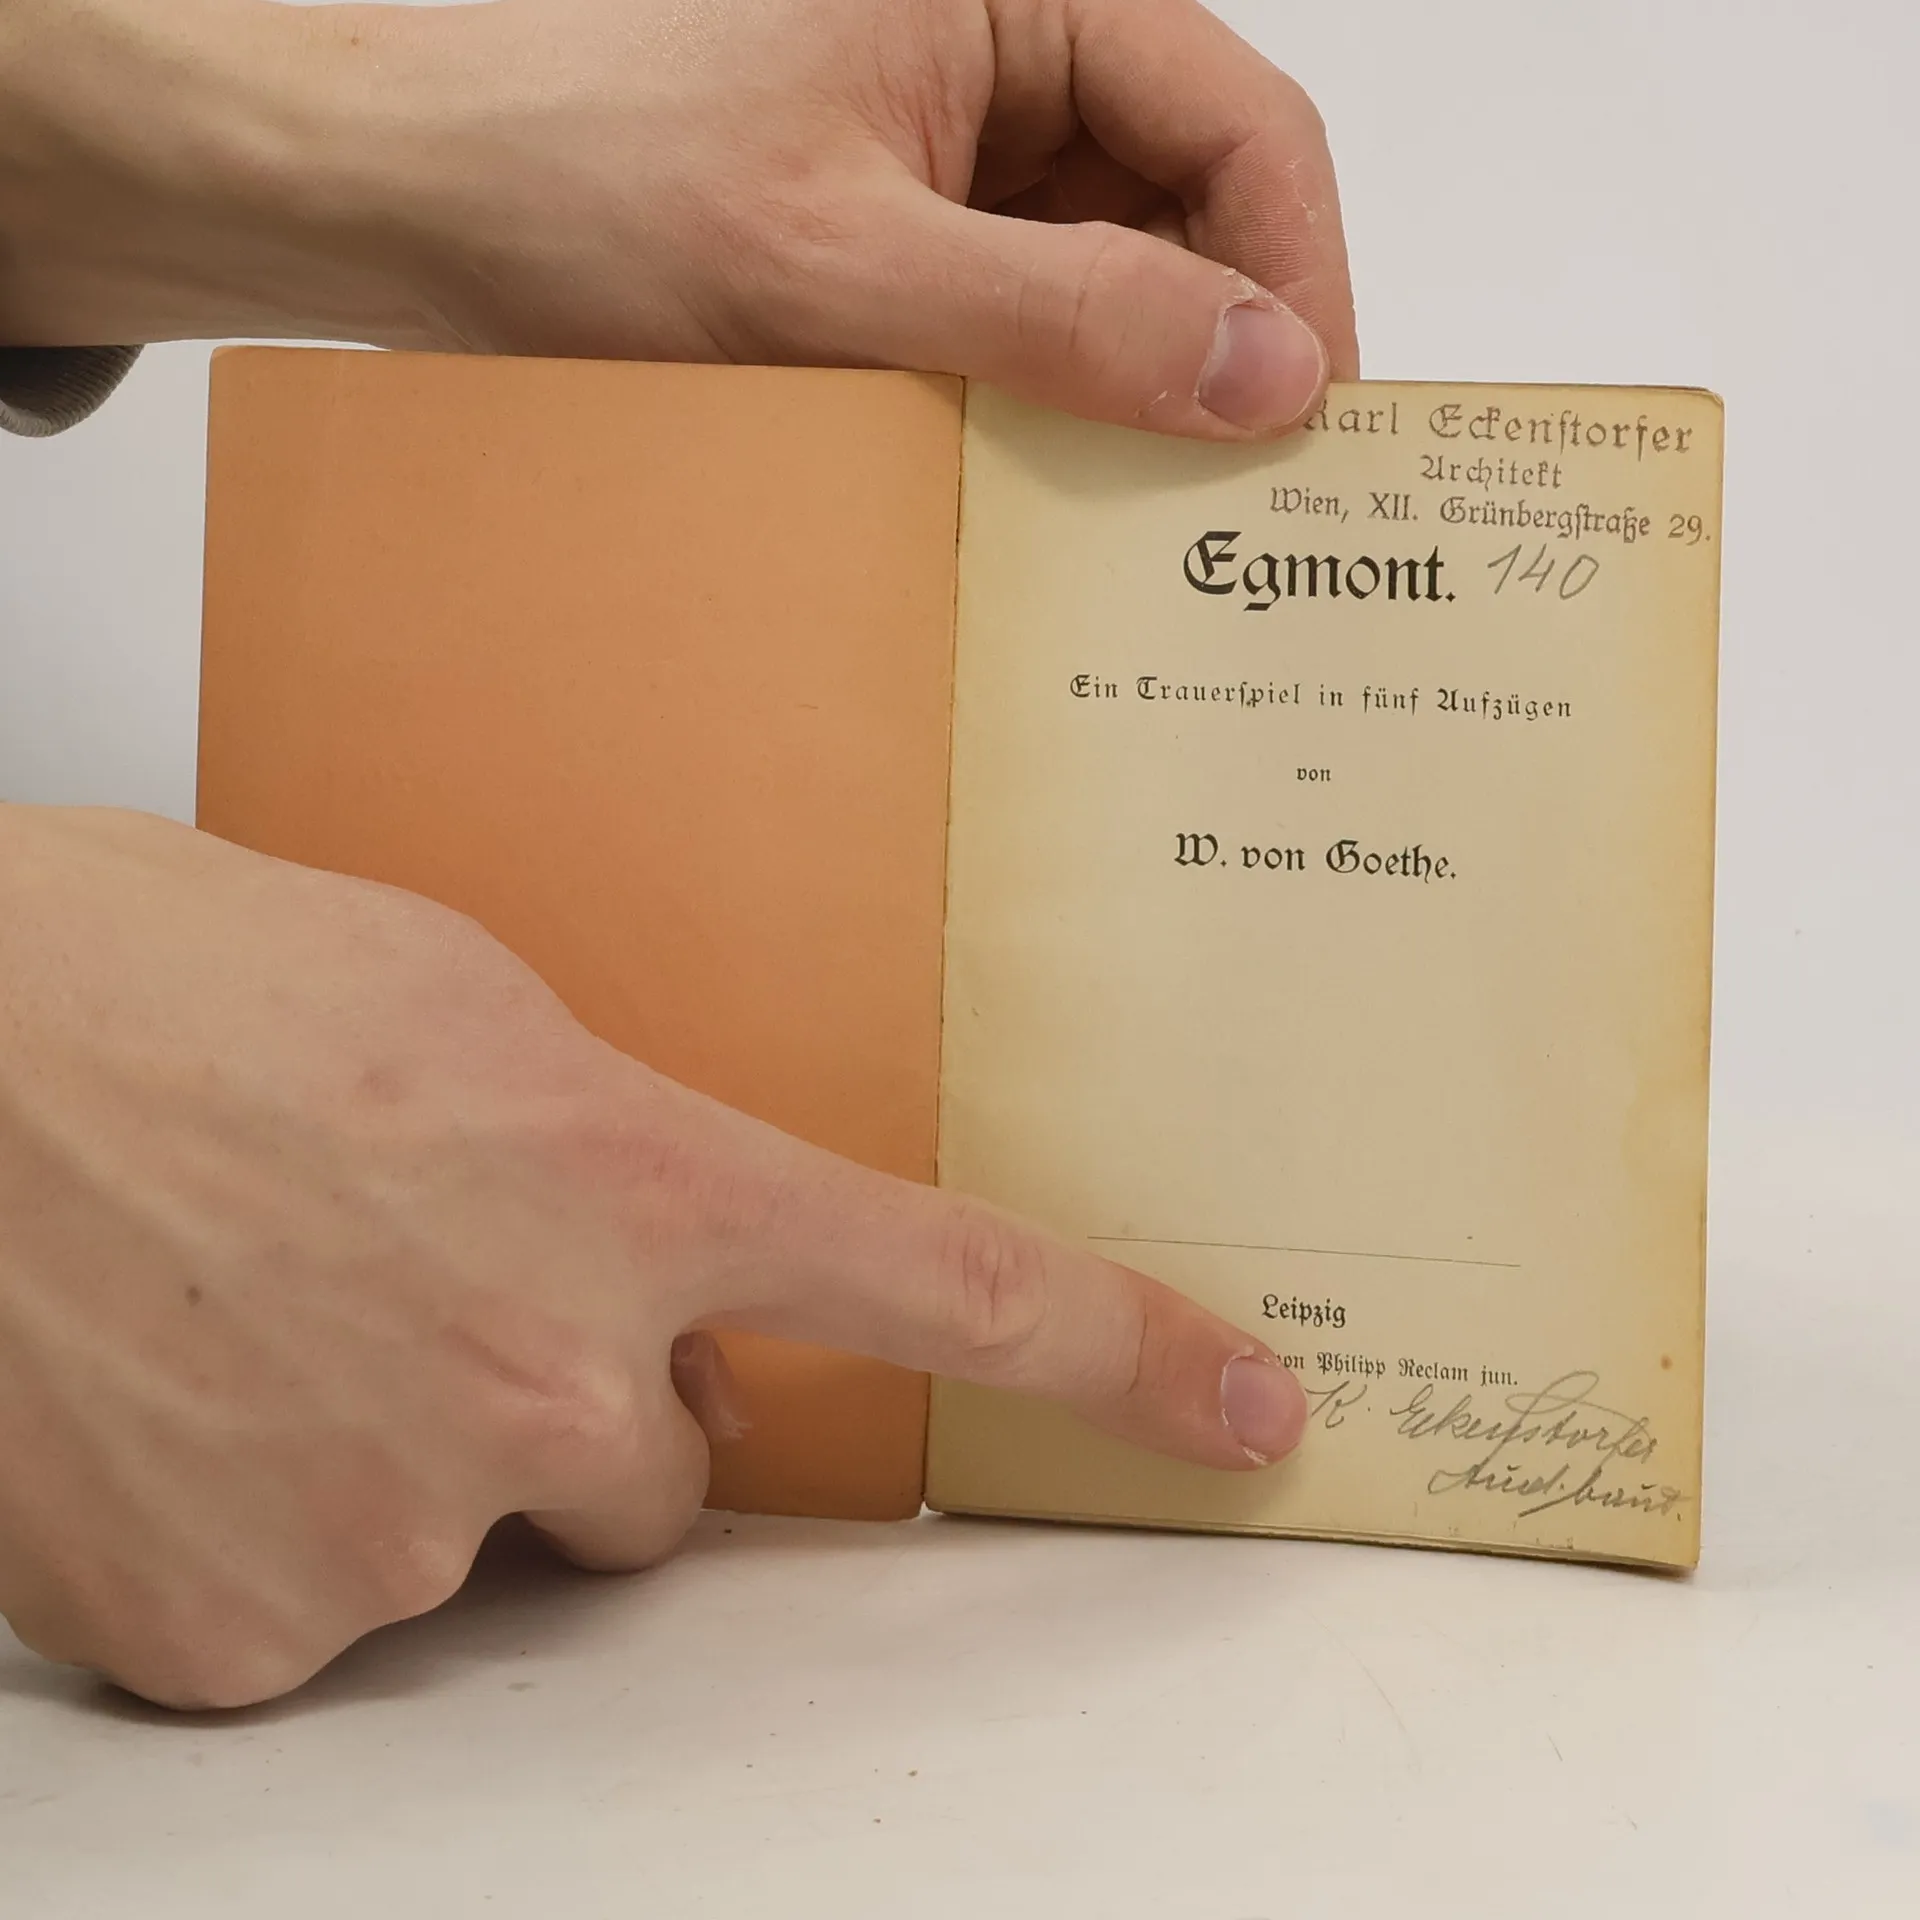 Karl Eckenstorfer
Architekt
Wien, XII. Grünbergstraße 29.
Egmont. 140
Ein Trauerspiel in fünf Aufzügen
von
W. von Goethe.
Leipzig
von Philipp Reclam jun.
K. Eckenstorfer